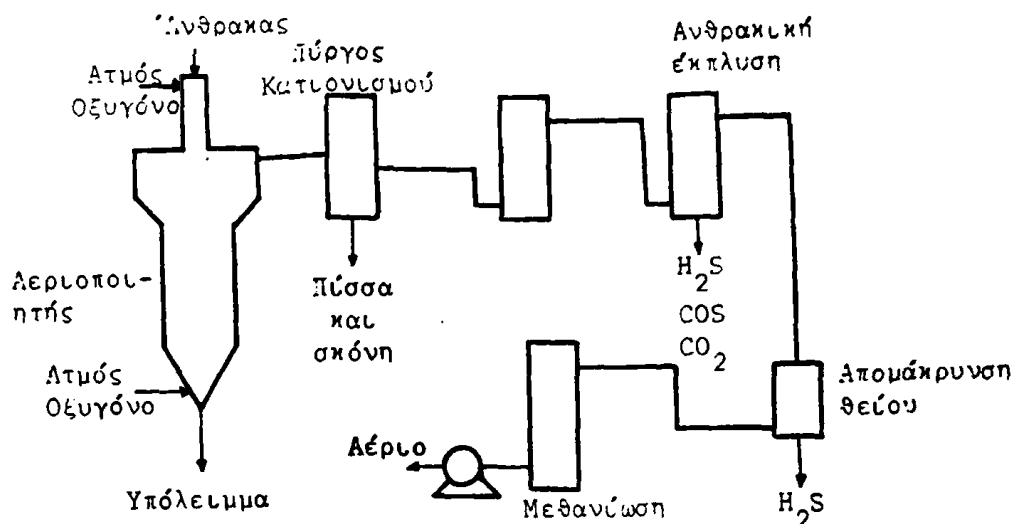 Άνθρακας
Ατμός
Οξυγόνο
Πύργος
Κατιονισμού
Ανθρακική
έκπλυση
Αεριοποι-
ητής
Πίσσα
και
σκόνη
H₂S
COS
CO₂
Ατμός
Οξυγόνο
Απομάκρυνση
θείου
Αέριο
Υπόλειμμα
Μεθανίωση
H₂S